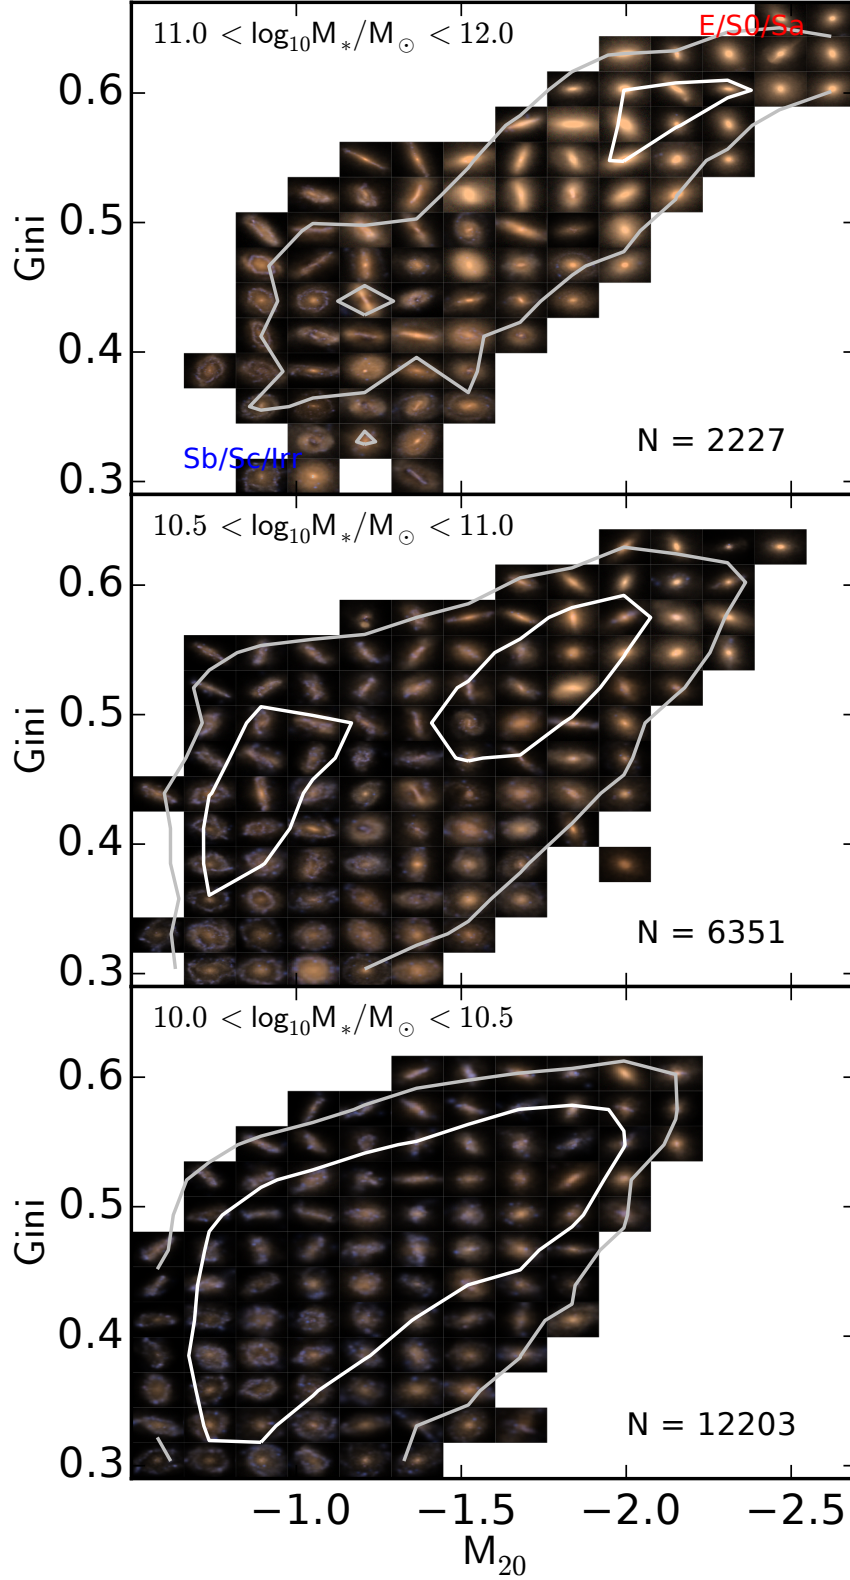 11.0 < log₁₀M∗/M⊙ < 12.0
E/S0/Sa
0.6
0.5
Gini
0.4
N = 2227
Sb/Sc/Irr
0.3
10.5 < log₁₀M∗/M⊙ < 11.0
0.6
0.5
Gini
0.4
N = 6351
0.3
10.0 < log₁₀M∗/M⊙ < 10.5
0.6
0.5
Gini
0.4
N = 12203
0.3
−1.0 −1.5 −2.0 −2.5
M₂₀